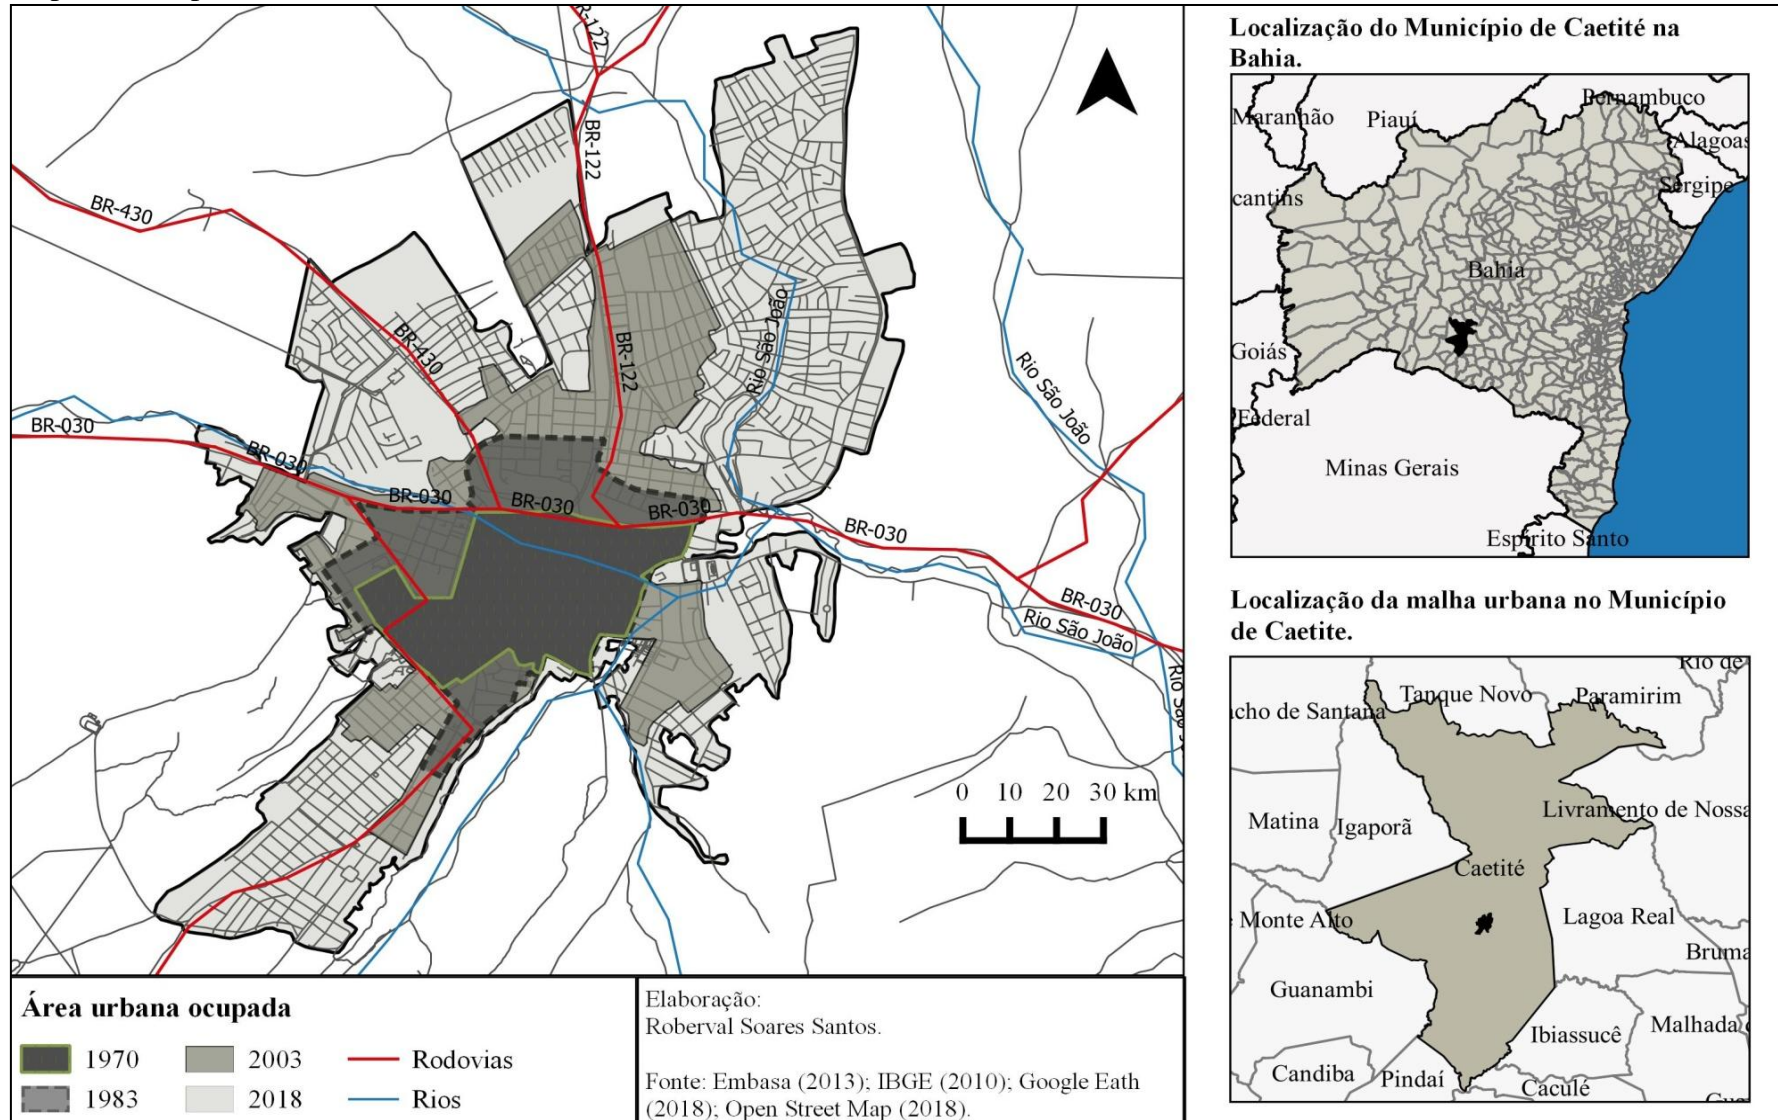 BR-122
BR-122
BR-430
BR-430
BR-122
Rio São João
Rio São João
BR-030
BR-030
BR-030
BR-030
BR-030
BR-030
BR-030
Rio São João
0 10 20 30 km
Área urbana ocupada
1970
2003
Rodovias
1983
2018
Rios
Elaboração:
Roberval Soares Santos.
Fonte: Embasa (2013); IBGE (2010); Google Eath
(2018); Open Street Map (2018).
Localização do Município de Caetité na
Bahia.
Pernambuco
Maranhão
Piauí
Alagoas
Sergipe
cantins
Bahia
Goiás
Federal
Minas Gerais
Espírito Santo
Localização da malha urbana no Município
de Caetite.
Rio de
Tanque Novo
Paramirim
acho de Santana
Livramento de Nossa
Matina
Igaporã
Caetité
Monte Alto
Lagoa Real
Bruma
Guanambi
Malhada
Ibiassucê
Candiba
Pindaí
Caculé